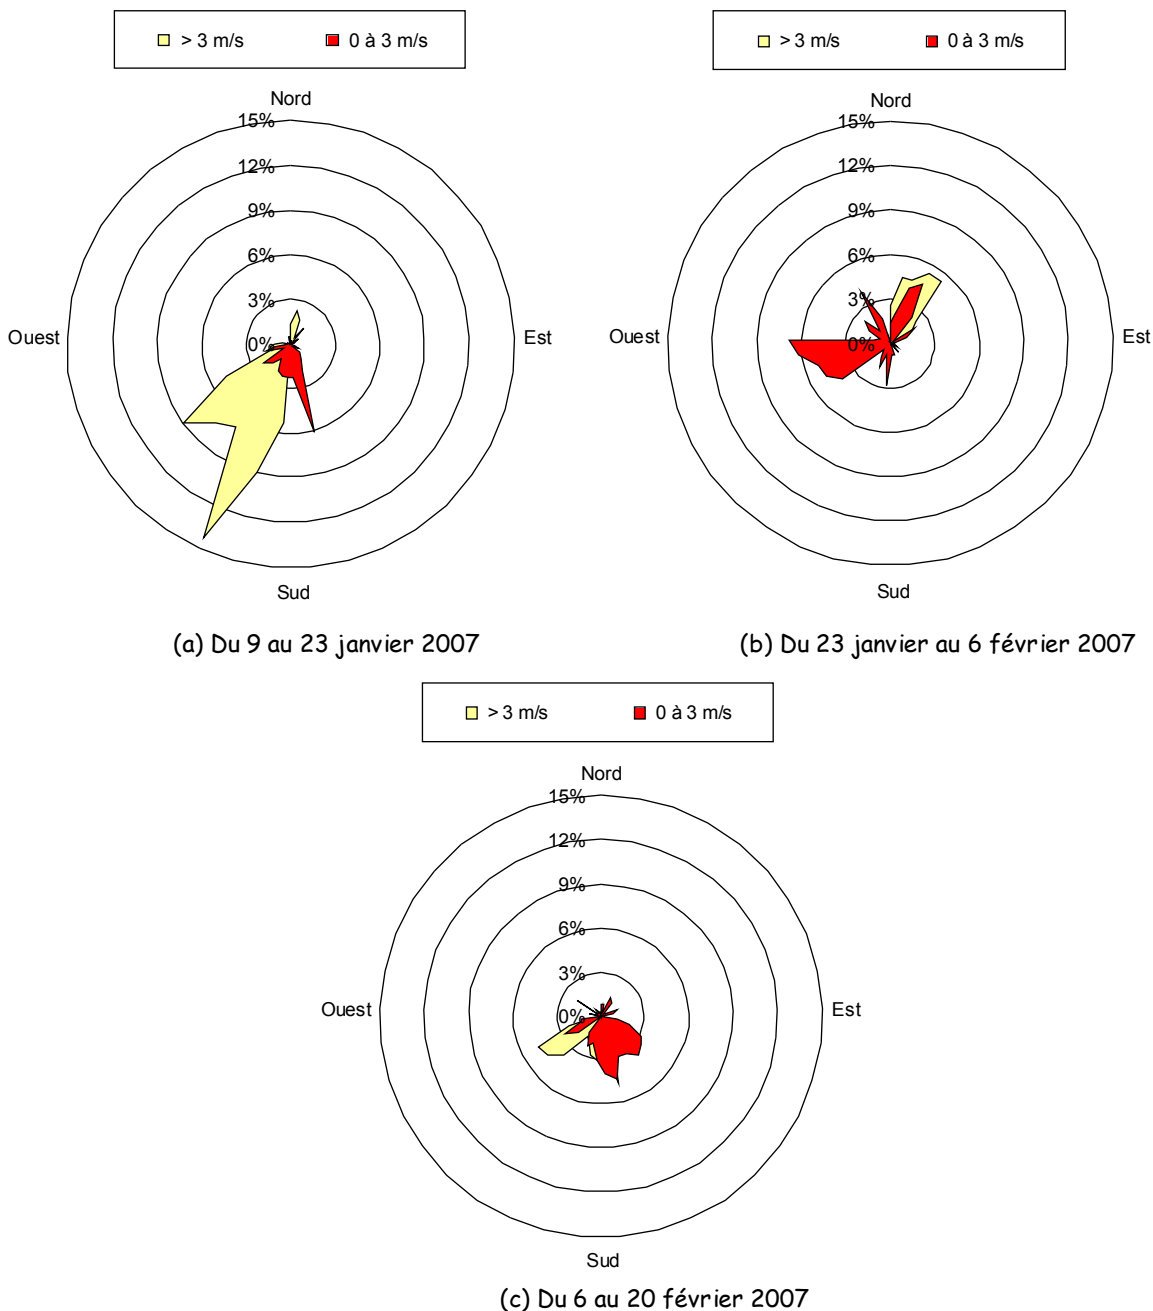 > 3 m/s 0 à 3 m/s
Nord
15%
12%
9%
6%
3%
0%
Ouest
Est
Sud
(a) Du 9 au 23 janvier 2007
> 3 m/s 0 à 3 m/s
Nord
15%
12%
9%
6%
3%
0%
Ouest
Est
Sud
(b) Du 23 janvier au 6 février 2007
> 3 m/s 0 à 3 m/s
Nord
15%
12%
9%
6%
3%
0%
Ouest
Est
Sud
(c) Du 6 au 20 février 2007